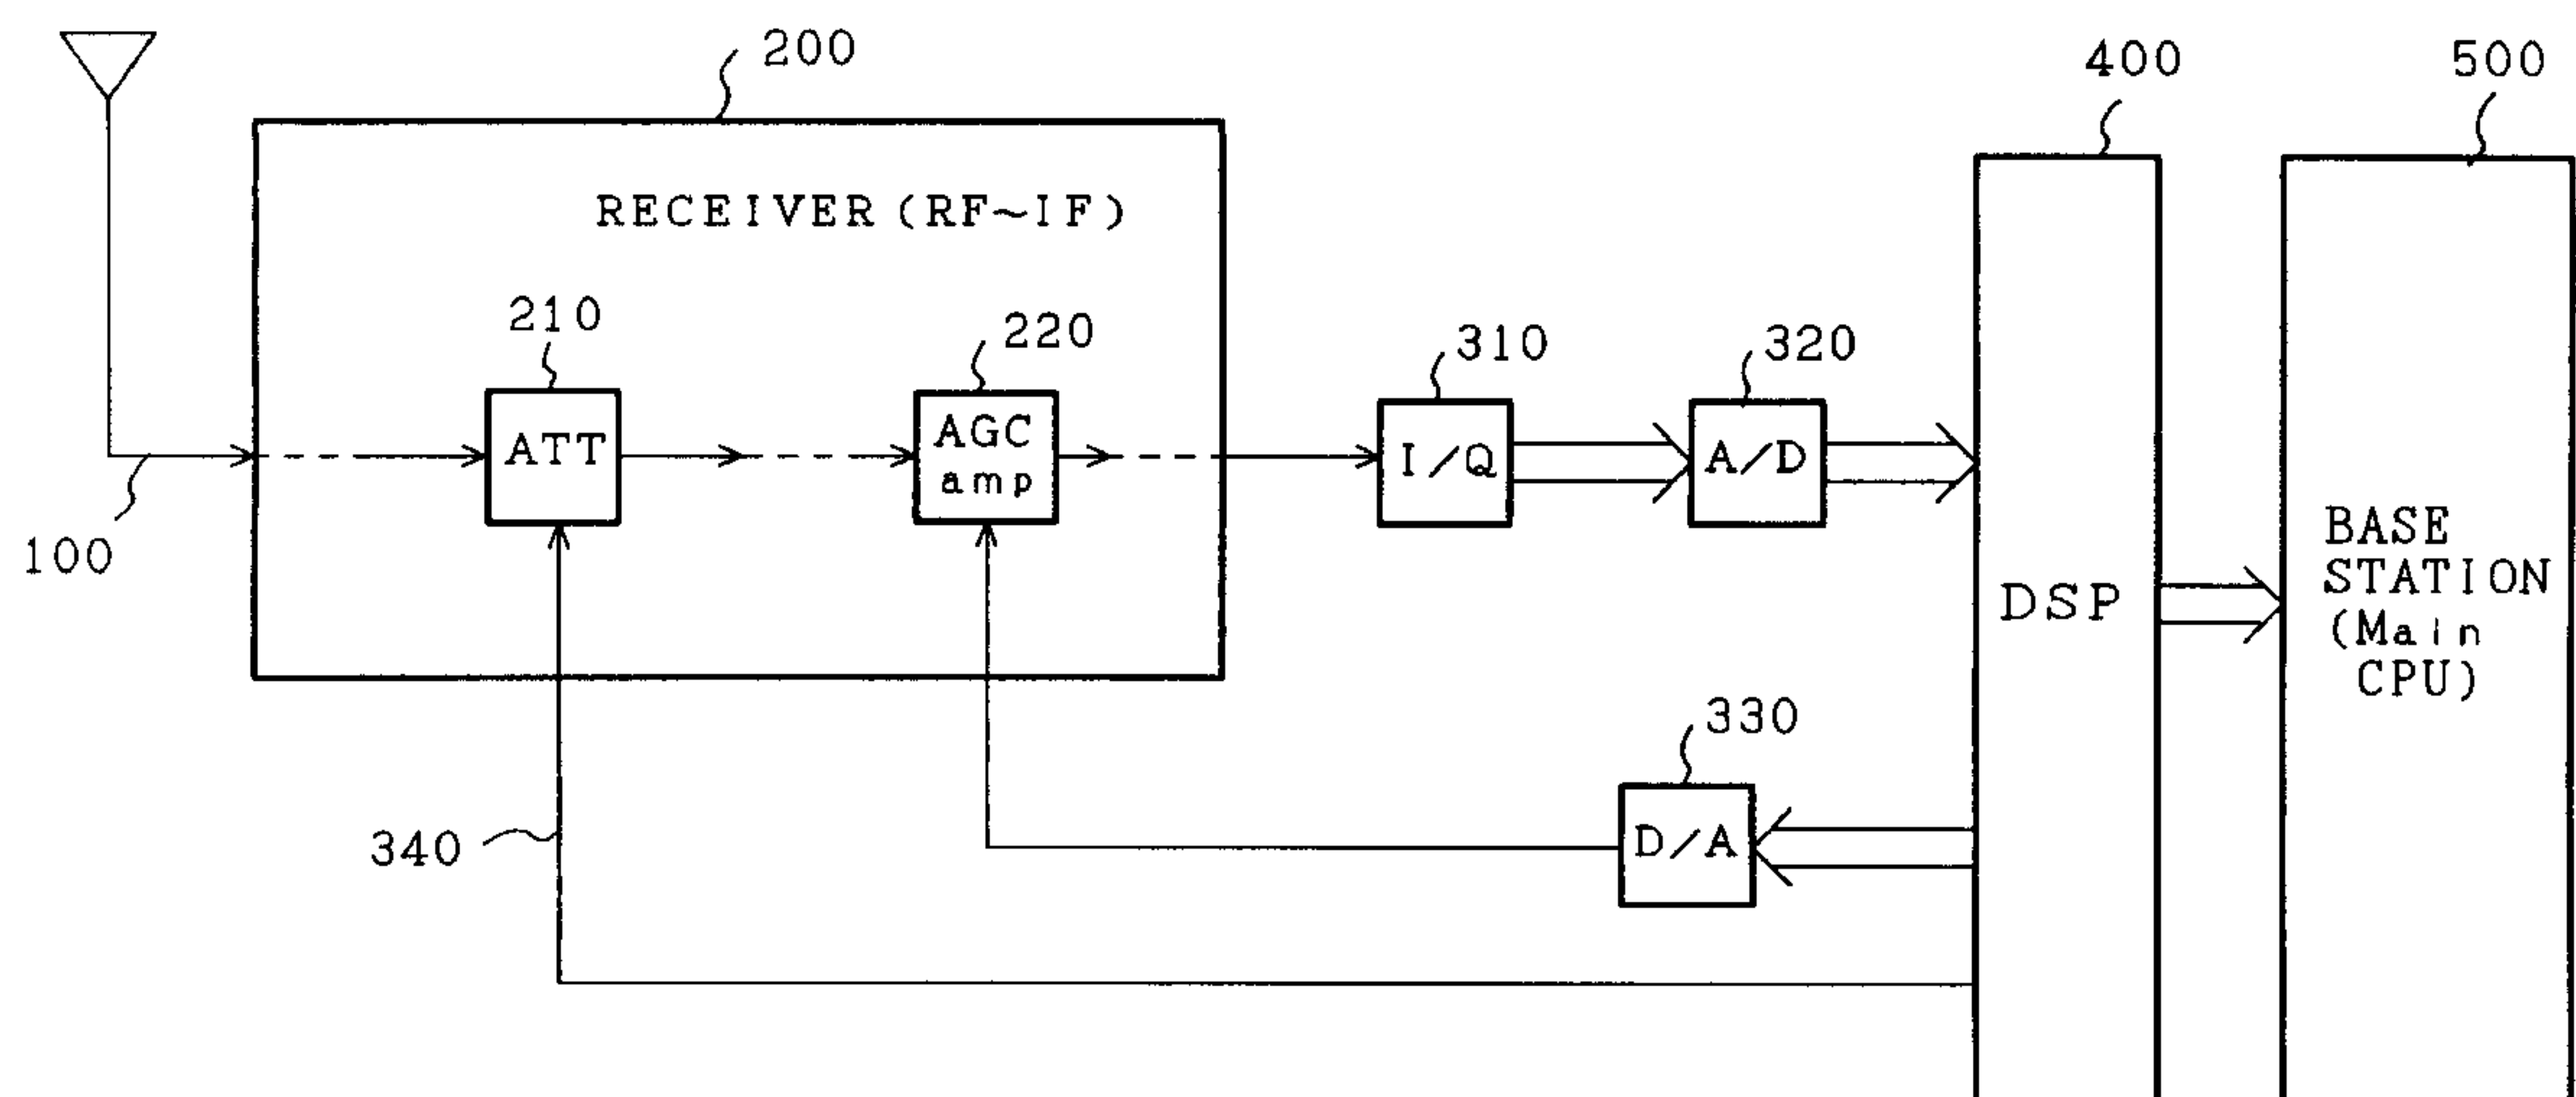 200
400
500
RECEIVER (RF~IF)
210
220
310
320
ATT
AGC
amp
I/Q
A/D
100
BASE
STATION
(Main
CPU)
DSP
330
340
D/A